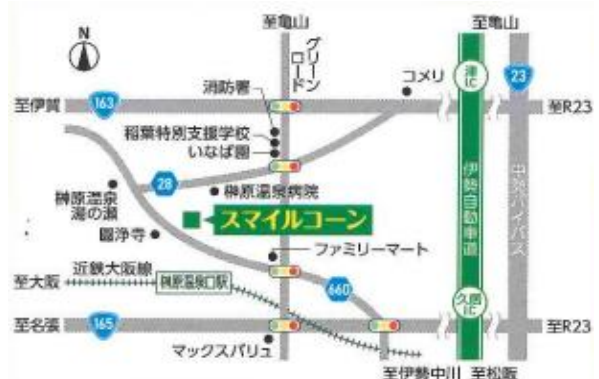 N
至亀山
至亀山
グリーンロード
消防署
コメリ
津IC
23
至伊賀
163
至R23
稲葉特別支援学校
いなば園
28
榊原温泉病院
榊原温泉
湯の瀬
スマイルコーン
圓浄寺
ファミリーマート
伊勢自動車道
中勢バイパス
近鉄大阪線
至大阪
榊原温泉口駅
660
久居IC
至名張
165
至R23
マックスバリュ
至伊勢中川
至松阪